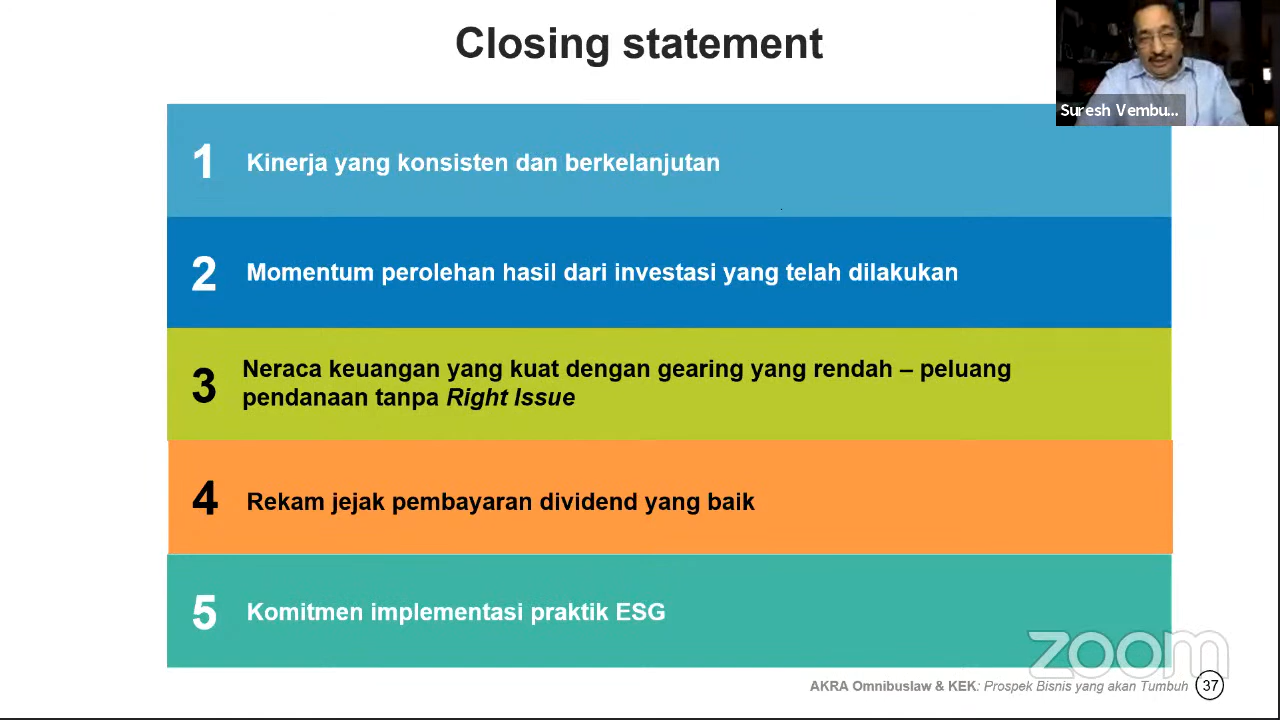 Closing statement
Suresh Vembu...
1 Kinerja yang konsisten dan berkelanjutan
2 Momentum perolehan hasil dari investasi yang telah dilakukan
3 Neraca keuangan yang kuat dengan gearing yang rendah – peluang
pendanaan tanpa Right Issue
4 Rekam jejak pembayaran dividend yang baik
5 Komitmen implementasi praktik ESG
zoom
AKRA Omnibuslaw & KEK: Prospek Bisnis yang akan Tumbuh 37